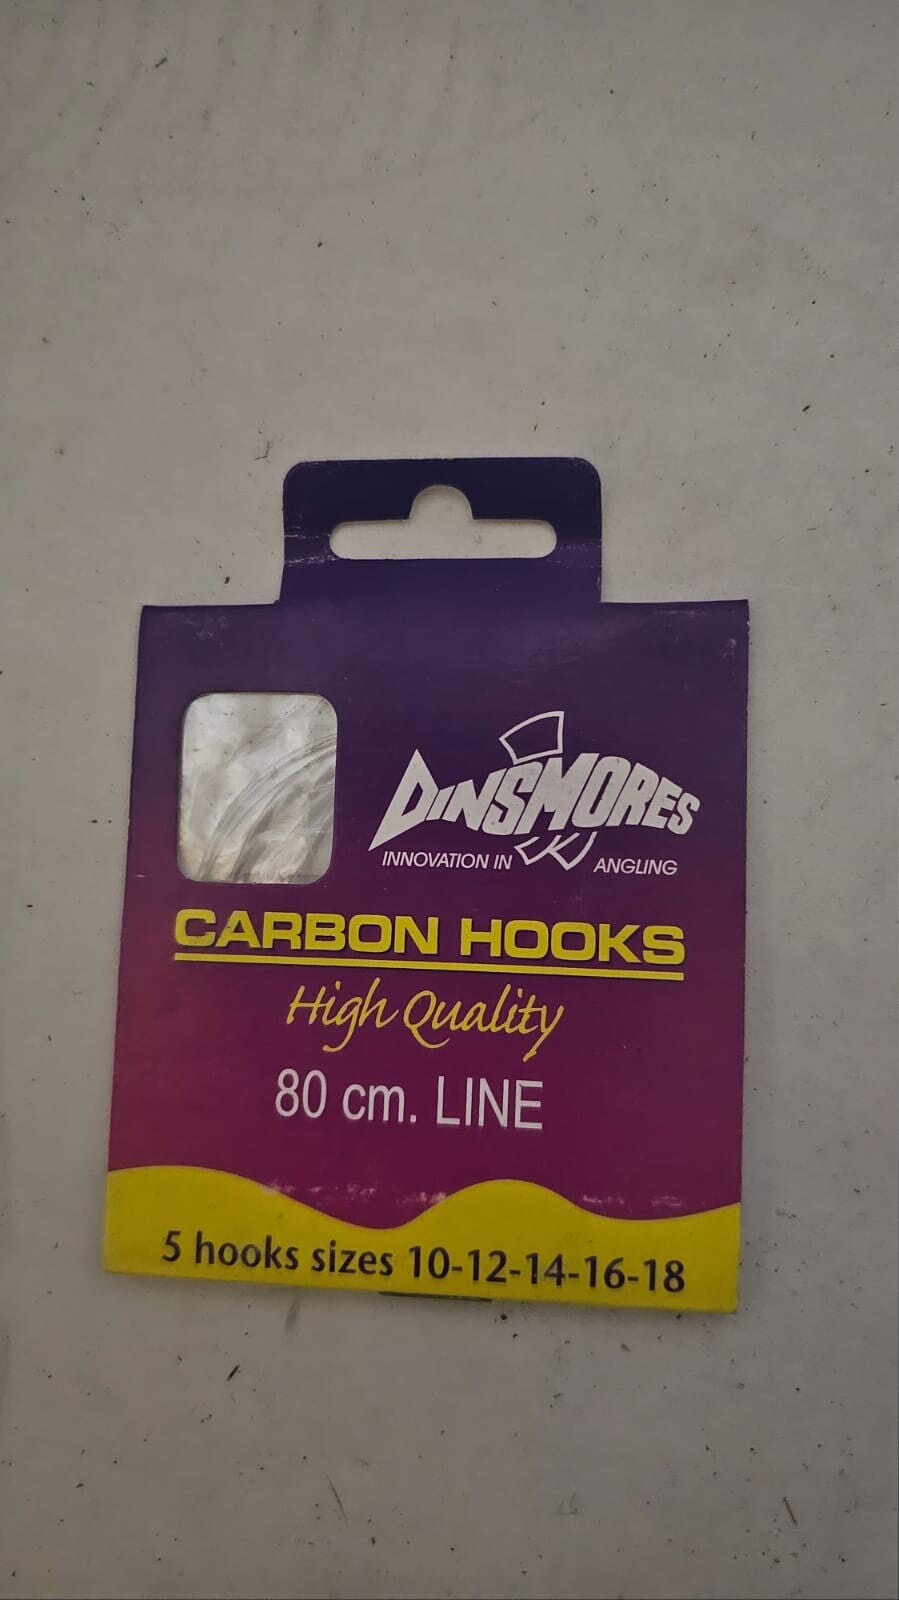 DINSMORES
INNOVATION IN ANGLING
CARBON HOOKS
High Quality
80 cm. LINE
5 hooks sizes 10-12-14-16-18